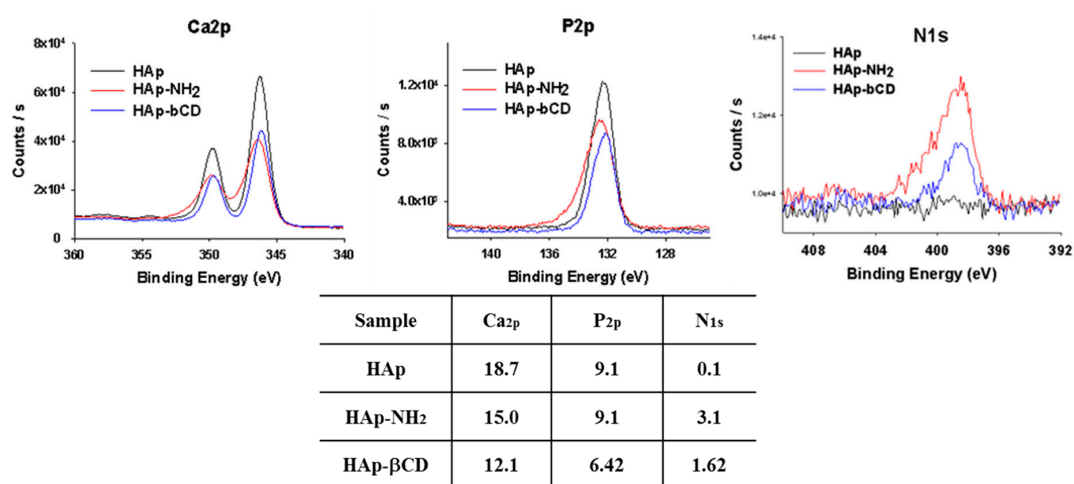 Ca2p
8x10⁴
6x10⁴
4x10⁴
2x10⁴
0
Counts / s
HAp
HAp-NH2
HAp-bCD
360 355 350 345 340
Binding Energy (eV)
P2p
1.2x10⁴
8.0x10³
4.0x10³
Counts / s
HAp
HAp-NH2
HAp-bCD
140 136 132 128
Binding Energy (eV)
N1s
1.4e+4
1.2e+4
1.0e+4
Counts / s
HAp
HAp-NH2
HAp-bCD
408 404 400 396 392
Binding Energy (eV)
Sample Ca2p P2p N1s
HAp 18.7 9.1 0.1
HAp-NH2 15.0 9.1 3.1
HAp-βCD 12.1 6.42 1.62